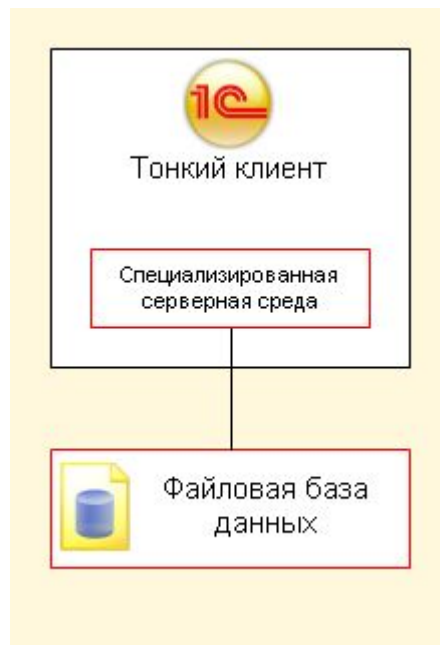 1С
Тонкий клиент
Специализированная
серверная среда
Файловая база
данных